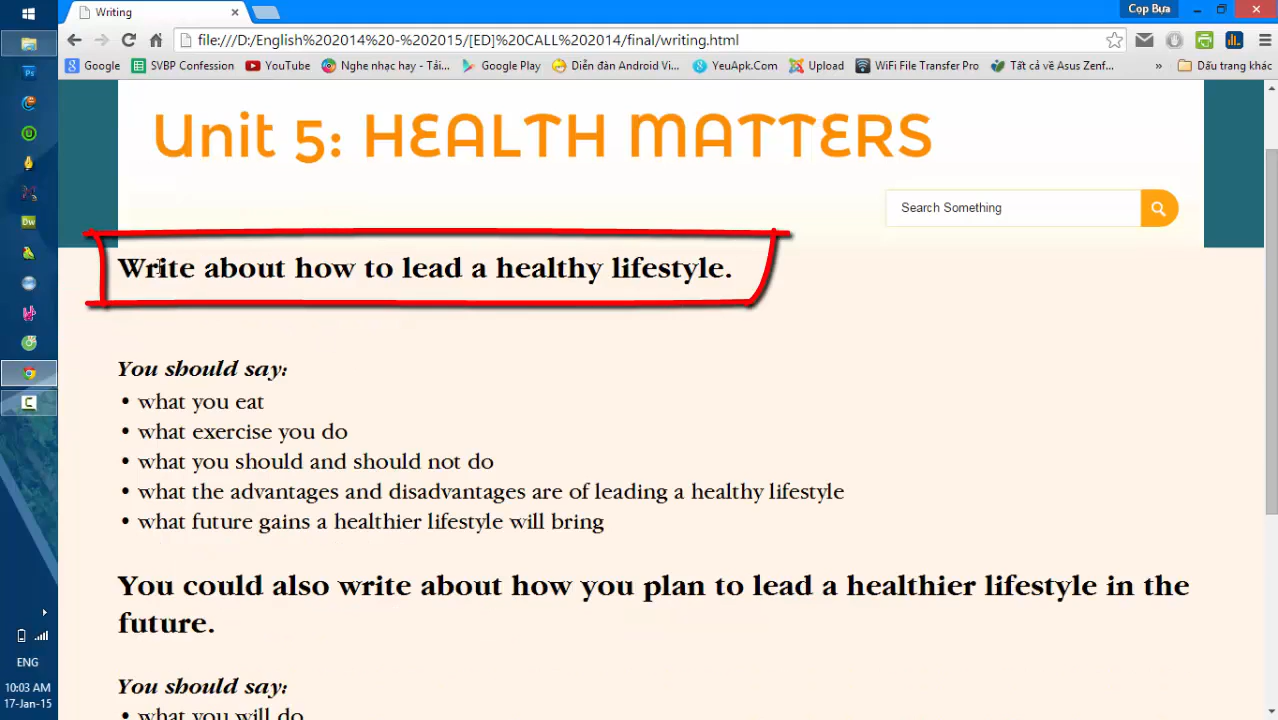 Writing
Cọp Bựa
file:///D:/English%202014%20-%202015/[ED]%20CALL%202014/final/writing.html
Google
SVBP Confession
YouTube
Nghe nhạc hay - Tải...
Google Play
Diễn đàn Android Vi...
YeuApk.Com
Upload
WiFi File Transfer Pro
Tất cả về Asus Zenf...
»
Dấu trang khác
Unit 5: HEALTH MATTERS
Search Something
Write about how to lead a healthy lifestyle.
You should say:
• what you eat
• what exercise you do
• what you should and should not do
• what the advantages and disadvantages are of leading a healthy lifestyle
• what future gains a healthier lifestyle will bring
You could also write about how you plan to lead a healthier lifestyle in the
future.
You should say:
• what you will do
Ps
Dw
ENG
10:03 AM
17-Jan-15